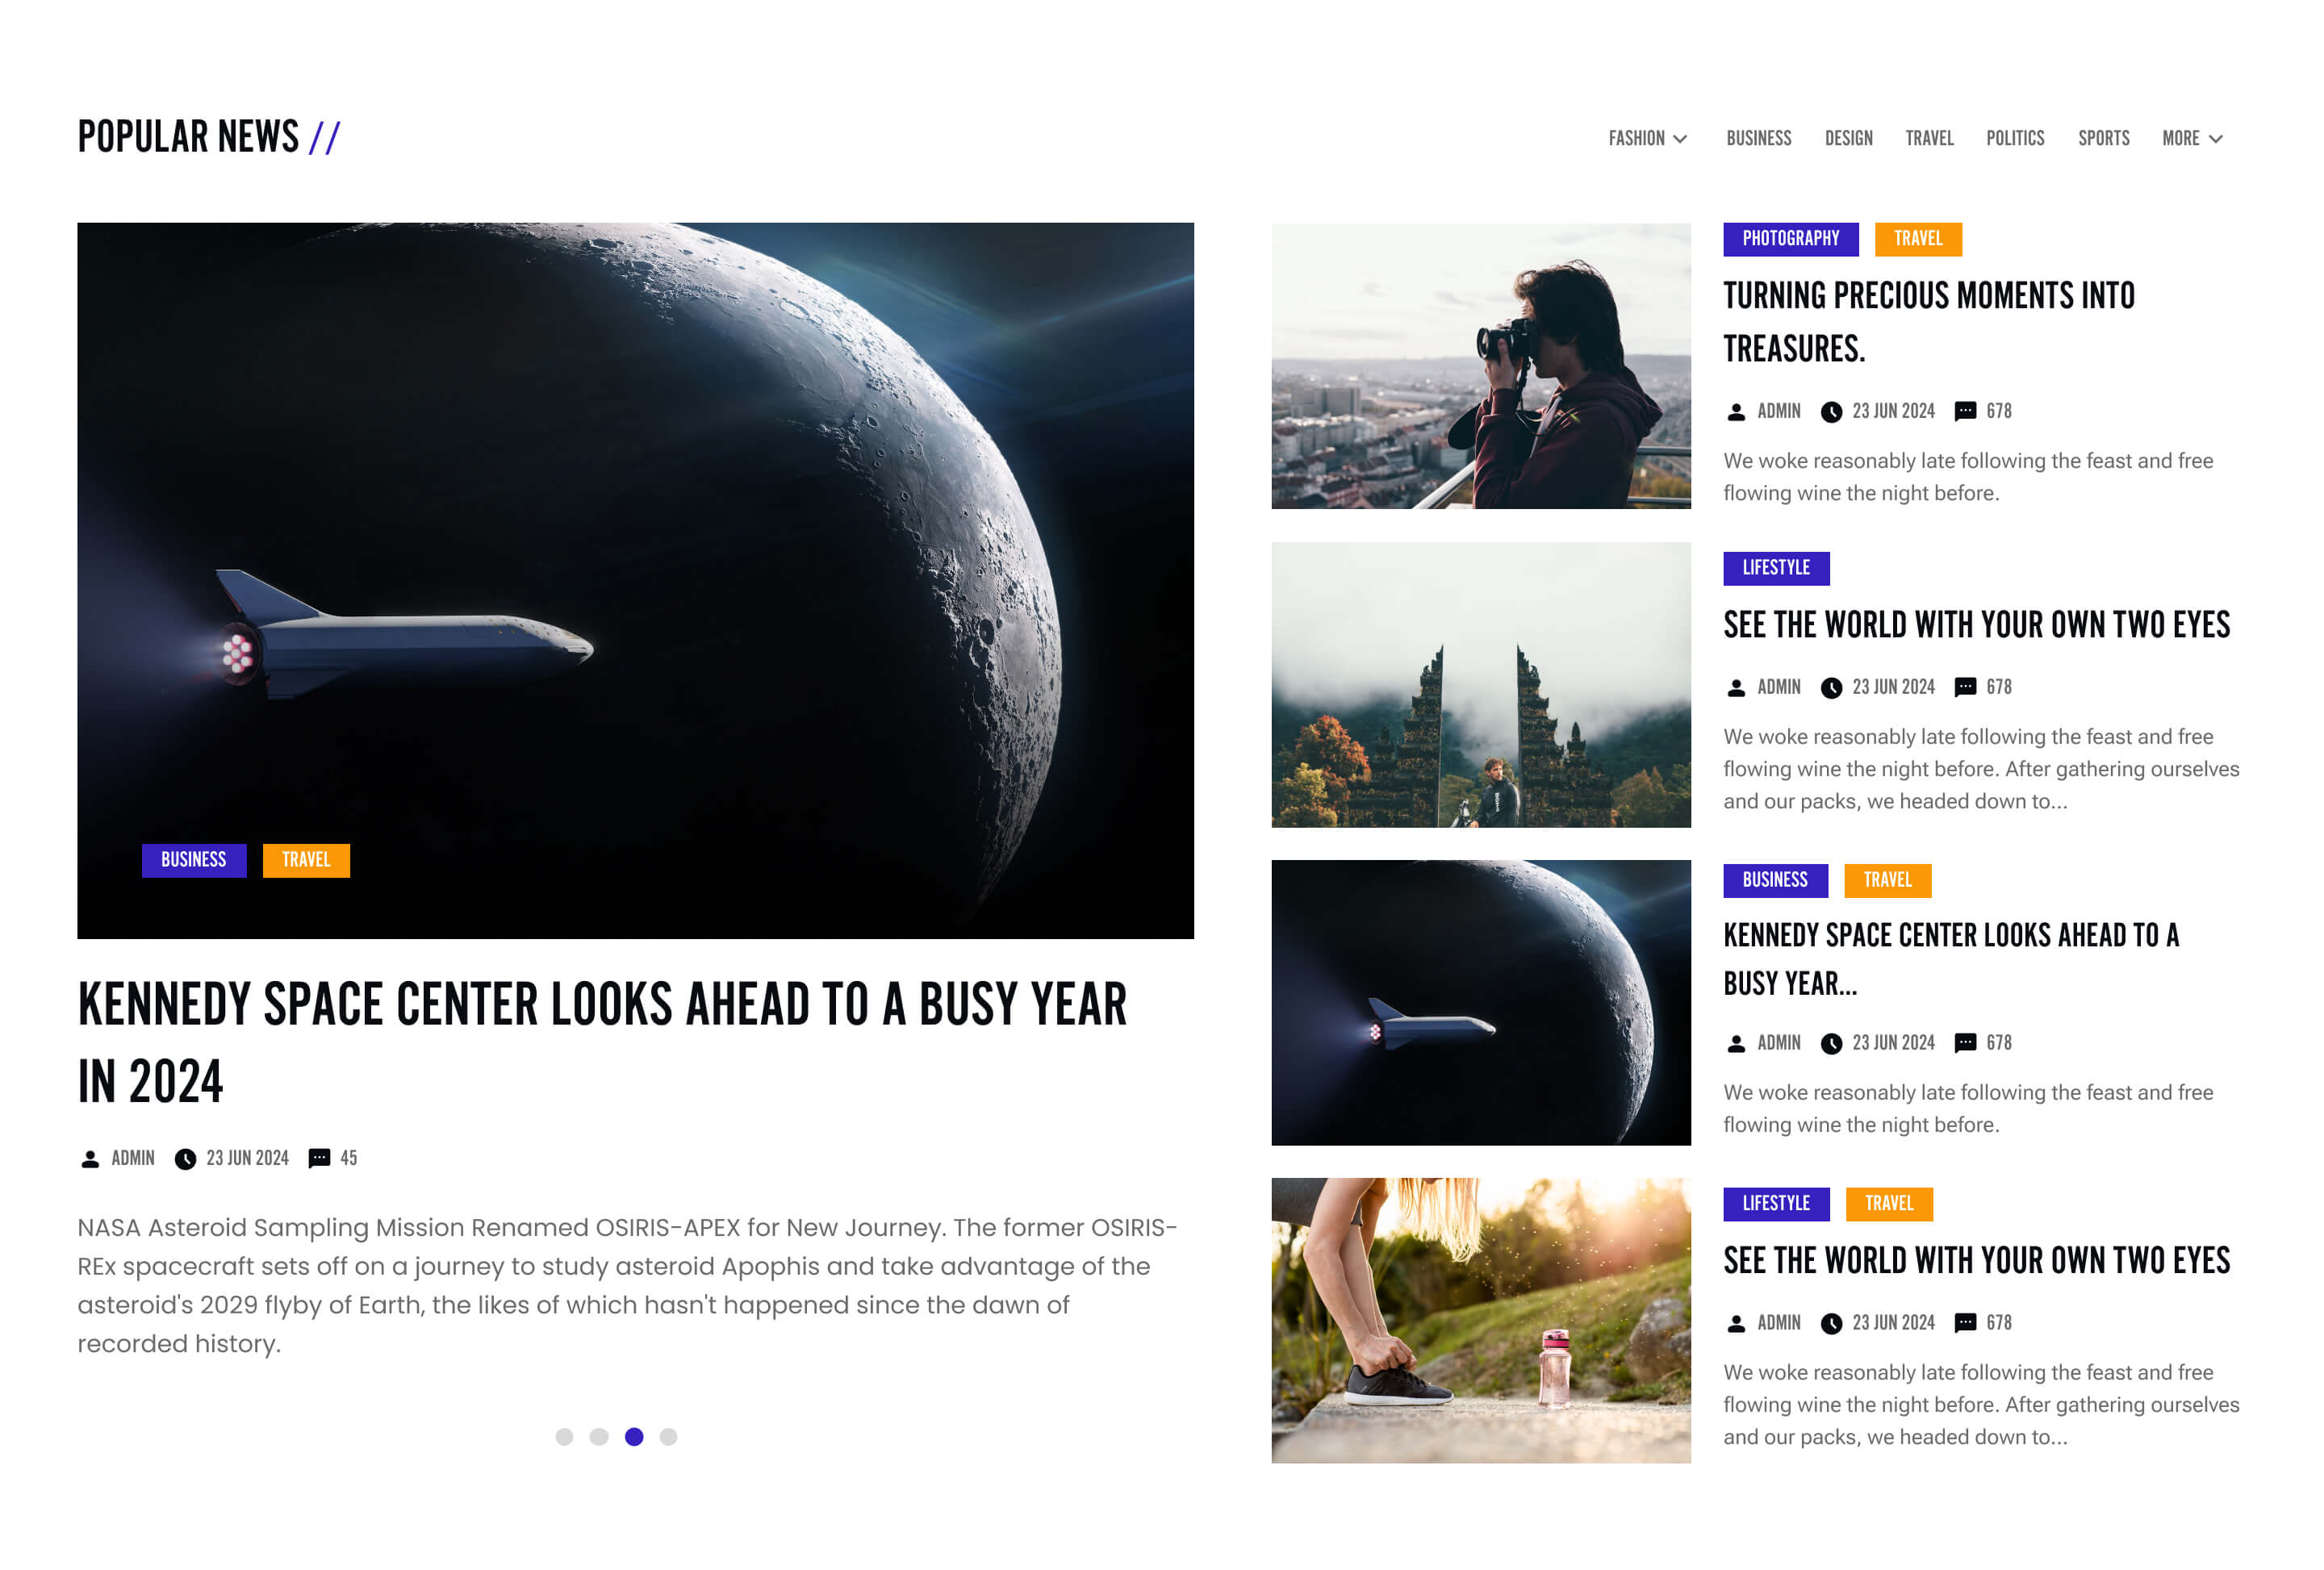 POPULAR NEWS //
FASHION BUSINESS DESIGN TRAVEL POLITICS SPORTS MORE
BUSINESS TRAVEL
KENNEDY SPACE CENTER LOOKS AHEAD TO A BUSY YEAR
IN 2024
ADMIN 23 JUN 2024 45
NASA Asteroid Sampling Mission Renamed OSIRIS-APEX for New Journey. The former OSIRIS-
REx spacecraft sets off on a journey to study asteroid Apophis and take advantage of the
asteroid's 2029 flyby of Earth, the likes of which hasn't happened since the dawn of
recorded history.
PHOTOGRAPHY TRAVEL
TURNING PRECIOUS MOMENTS INTO
TREASURES.
ADMIN 23 JUN 2024 678
We woke reasonably late following the feast and free
flowing wine the night before.
LIFESTYLE
SEE THE WORLD WITH YOUR OWN TWO EYES
ADMIN 23 JUN 2024 678
We woke reasonably late following the feast and free
flowing wine the night before. After gathering ourselves
and our packs, we headed down to...
BUSINESS TRAVEL
KENNEDY SPACE CENTER LOOKS AHEAD TO A
BUSY YEAR...
ADMIN 23 JUN 2024 678
We woke reasonably late following the feast and free
flowing wine the night before.
LIFESTYLE TRAVEL
SEE THE WORLD WITH YOUR OWN TWO EYES
ADMIN 23 JUN 2024 678
We woke reasonably late following the feast and free
flowing wine the night before. After gathering ourselves
and our packs, we headed down to...